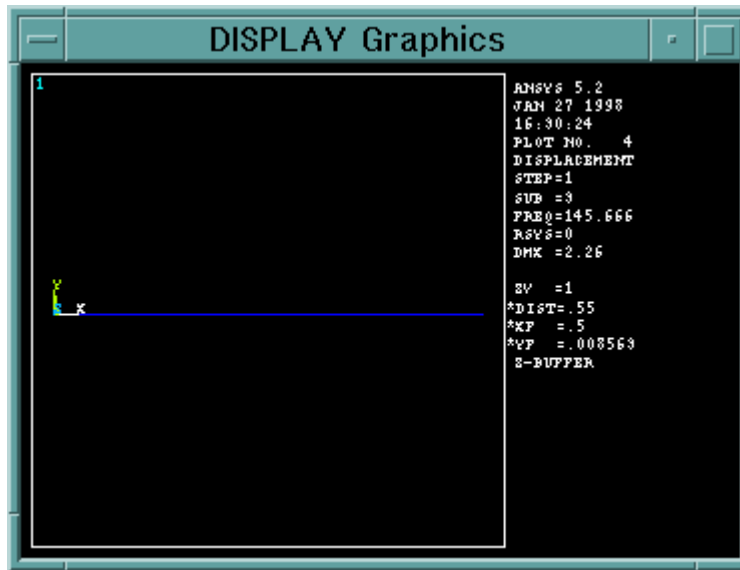 DISPLAY Graphics
1
ANSYS 5.2
JAN 27 1998
16:30:24
PLOT NO. 4
DISPLACEMENT
STEP=1
SUB =3
FREQ=145.666
RSYS=0
DMX =2.26
Y
Z X
ZV =1
*DIST=.55
*XF =.5
*YF =.008569
Z-BUFFER